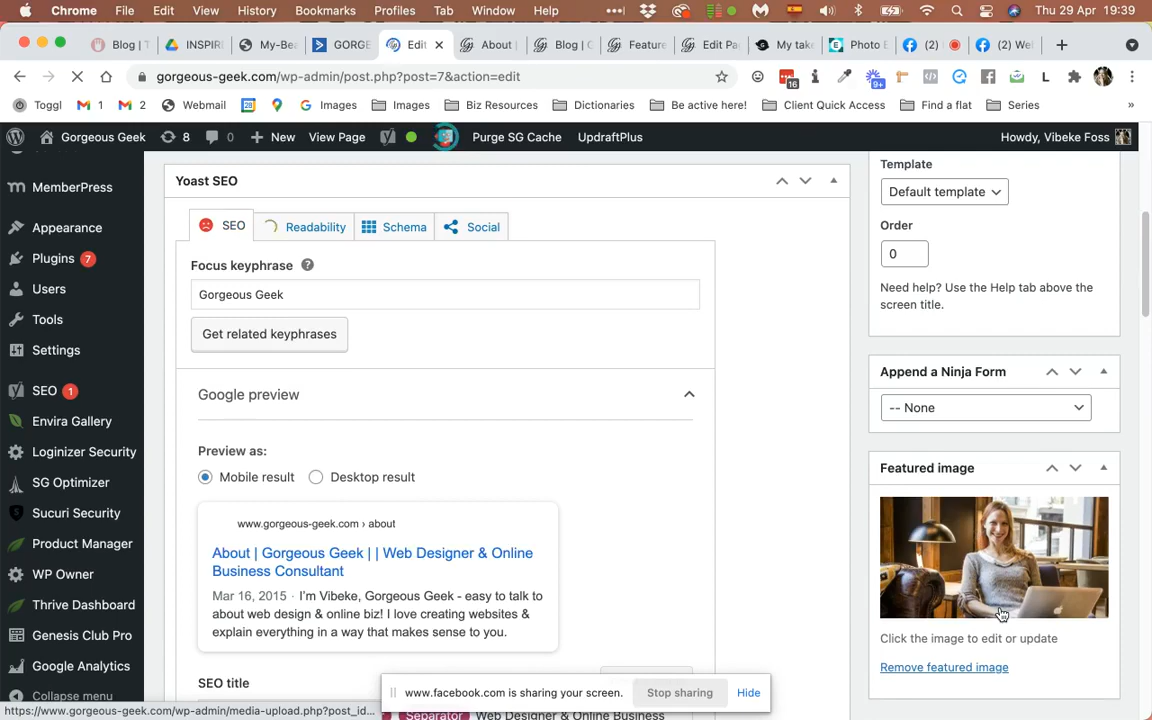 Chrome File Edit View History Bookmarks Profiles Tab Window Help Thu 29 Apr 19:39
Blog | T INSPIR My-Be GORGE Edit About | Blog | G Feature Edit Pa My take Photo E (2) (2) We
gorgeous-geek.com/wp-admin/post.php?post=7&action=edit 16 9+ L
Toggl 1 2 Webmail Images Images Biz Resources Dictionaries Be active here! Client Quick Access Find a flat Series »
Gorgeous Geek 8 0 New View Page Purge SG Cache UpdraftPlus Howdy, Vibeke Foss
MemberPress
Appearance
Plugins 7
Users
Tools
Settings
SEO 1
Envira Gallery
Loginizer Security
SG Optimizer
Sucuri Security
Product Manager
WP Owner
Thrive Dashboard
Genesis Club Pro
Google Analytics
Collapse menu
https://www.gorgeous-geek.com/wp-admin/media-upload.php?post_id...
Yoast SEO
SEO Readability Schema Social
Focus keyphrase ?
Gorgeous Geek
Get related keyphrases
Google preview
Preview as:
Mobile result Desktop result
www.gorgeous-geek.com › about
About | Gorgeous Geek | | Web Designer & Online
Business Consultant
Mar 16, 2015 · I'm Vibeke, Gorgeous Geek - easy to talk to
about web design & online biz! I love creating websites &
explain everything in a way that makes sense to you.
SEO title
Separator Web Designer & Online Business
www.facebook.com is sharing your screen. Stop sharing Hide
Template
Default template
Order
0
Need help? Use the Help tab above the
screen title.
Append a Ninja Form
-- None
Featured image
Click the image to edit or update
Remove featured image